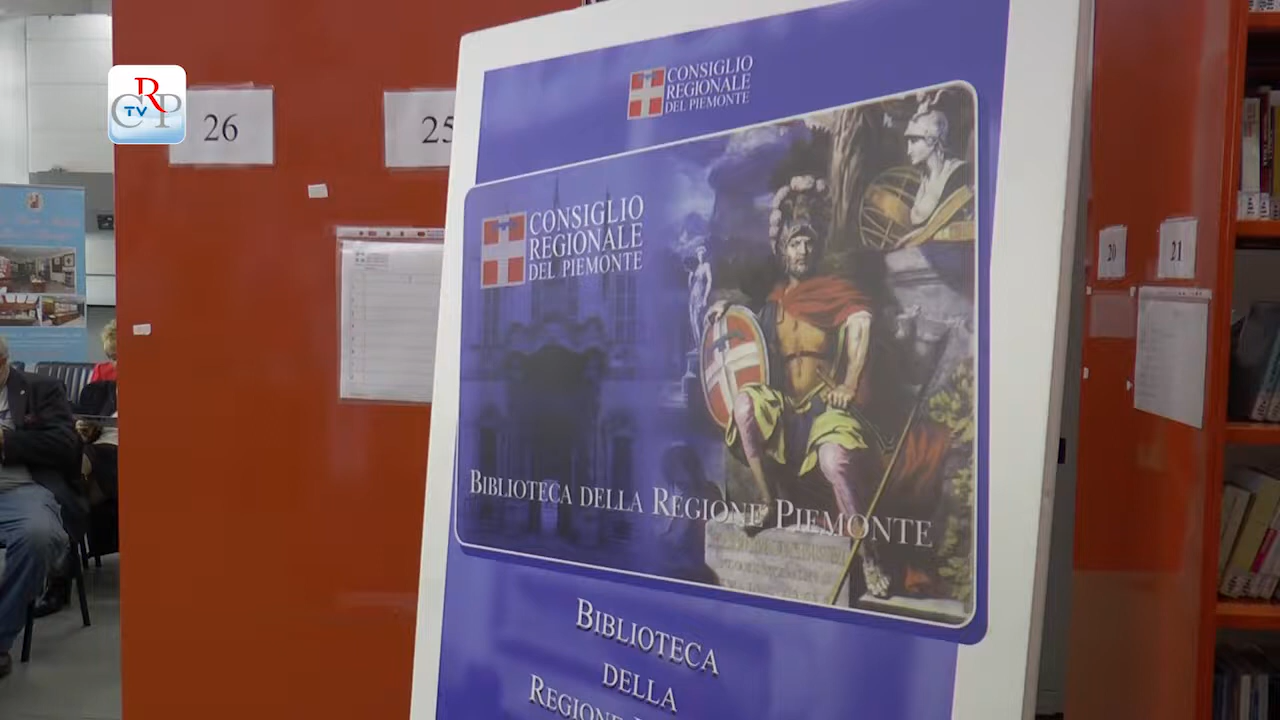 CRP
TV
26
25
CONSIGLIO
REGIONALE
DEL PIEMONTE
CONSIGLIO
REGIONALE
DEL PIEMONTE
BIBLIOTECA DELLA REGIONE PIEMONTE
BIBLIOTECA
DELLA
REGIONE
20
21